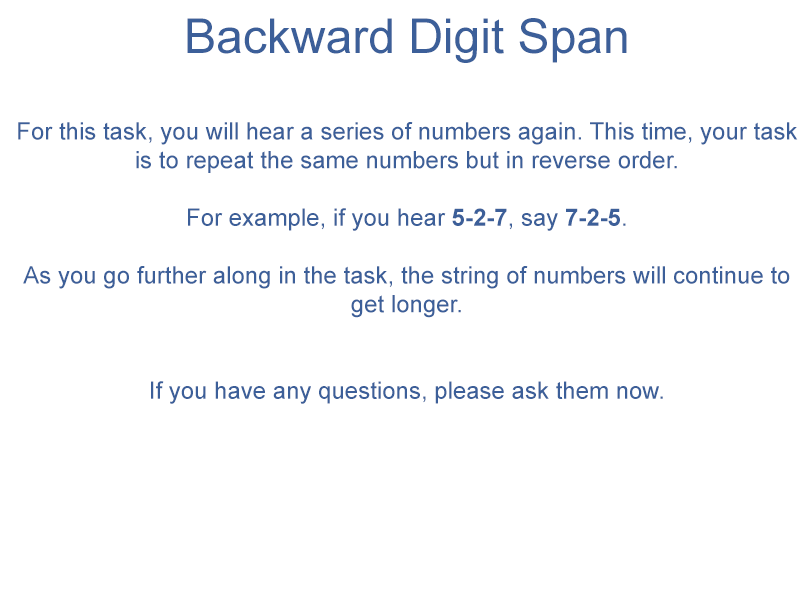 Backward Digit Span
For this task, you will hear a series of numbers again. This time, your task
is to repeat the same numbers but in reverse order.
For example, if you hear 5-2-7, say 7-2-5.
As you go further along in the task, the string of numbers will continue to
get longer.
If you have any questions, please ask them now.